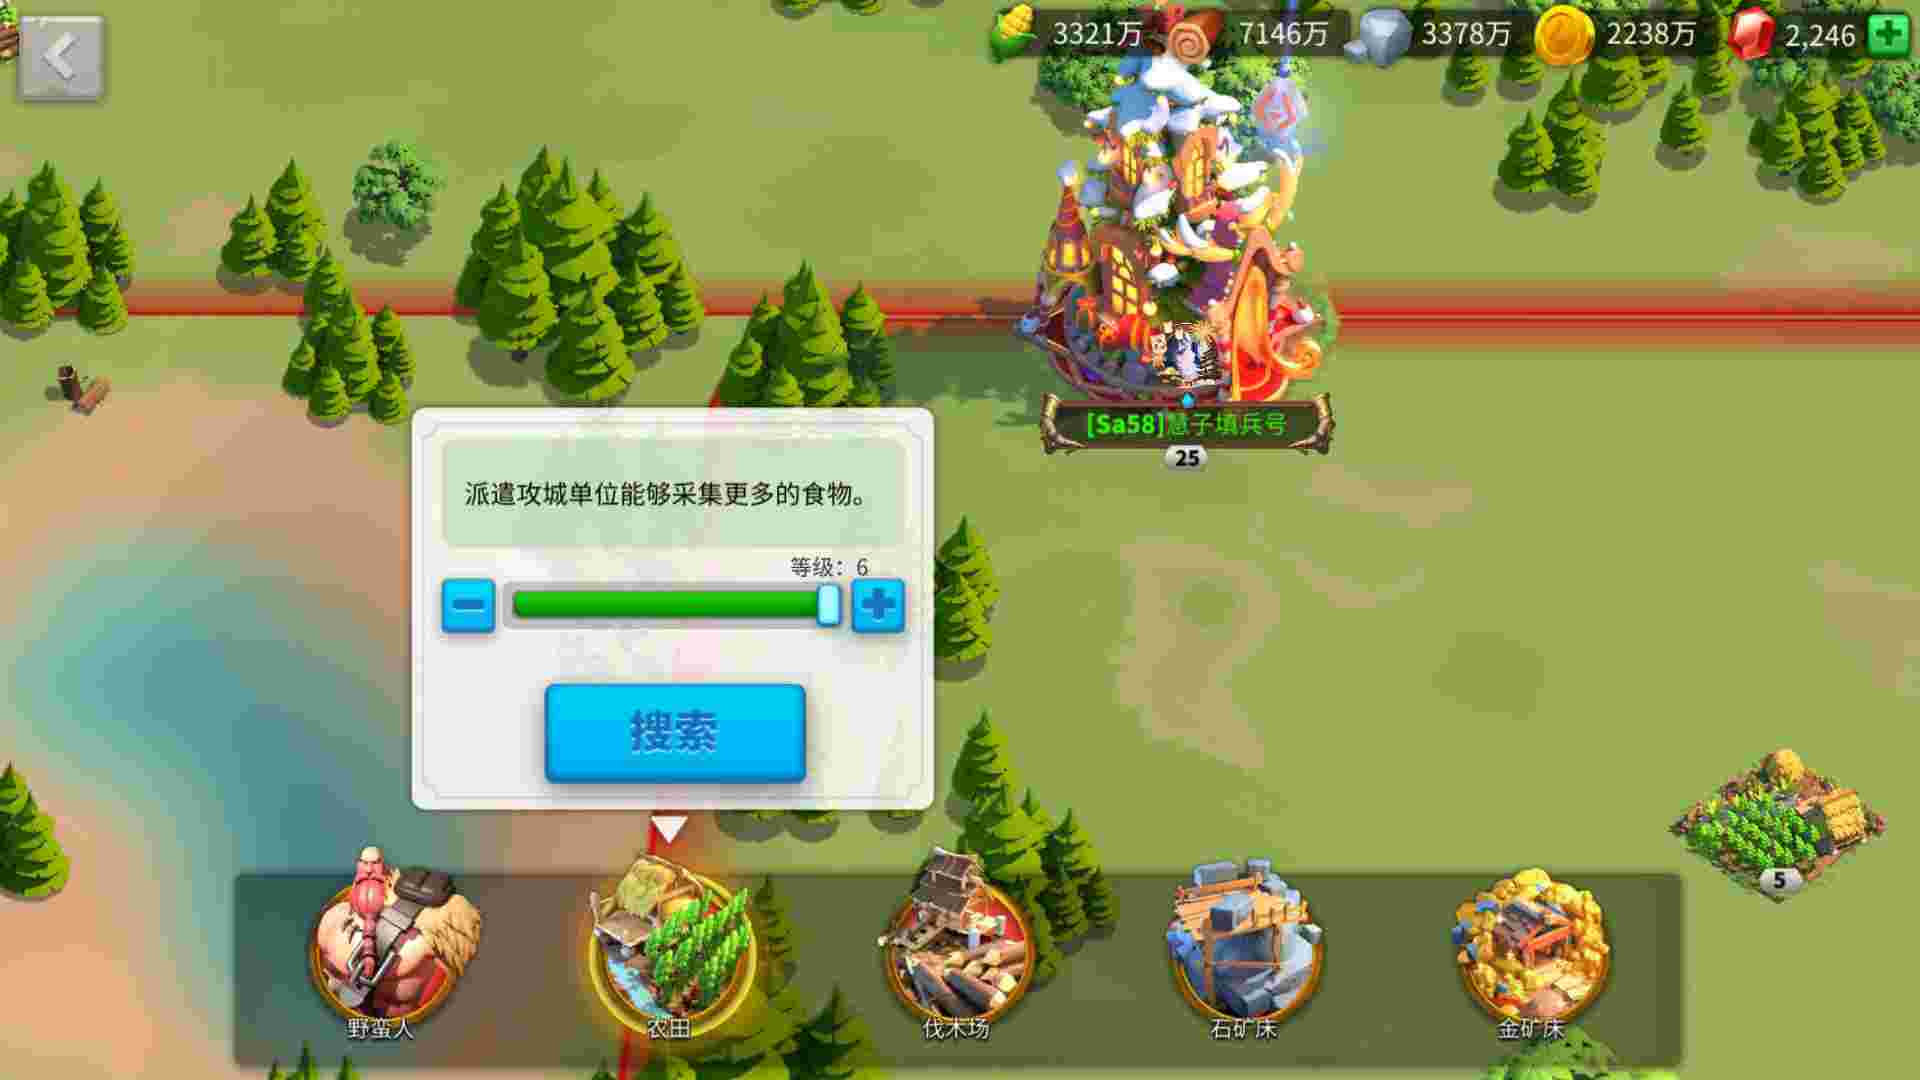 3321万 7146万 3378万 2238万 2,246
[Sa58]慧子填兵号
25
派遣攻城单位能够采集更多的食物。
等级：6
搜索
5
野蛮人 农田 伐木场 石矿床 金矿床